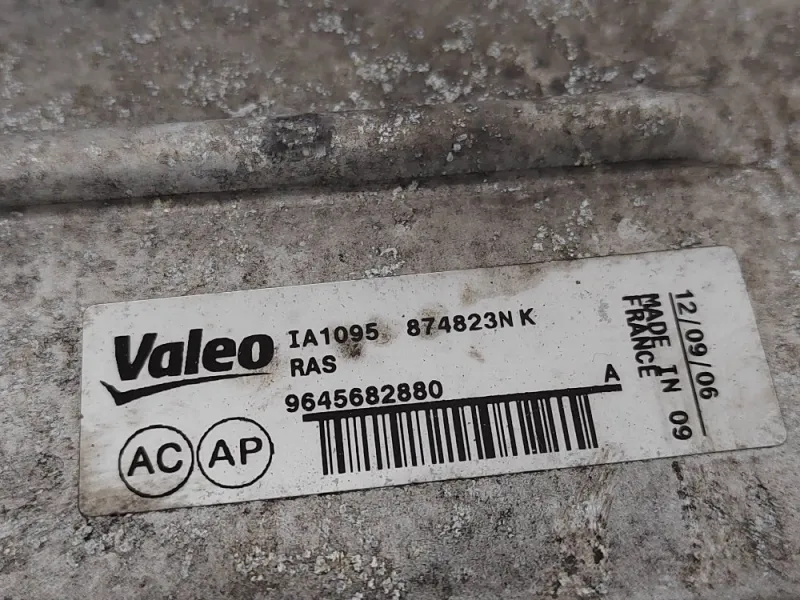 Valeo
IA1095 874823N K
RAS
9645682880 A
AC AP
12/09/06
MADE IN 09
FRANCE